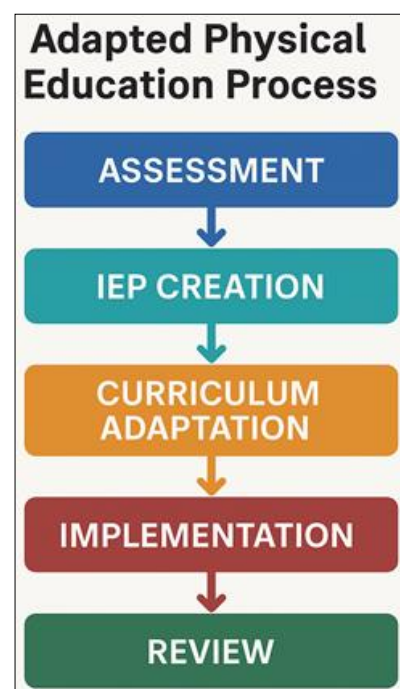 Adapted Physical
Education Process
ASSESSMENT
IEP CREATION
CURRICULUM
ADAPTATION
IMPLEMENTATION
REVIEW